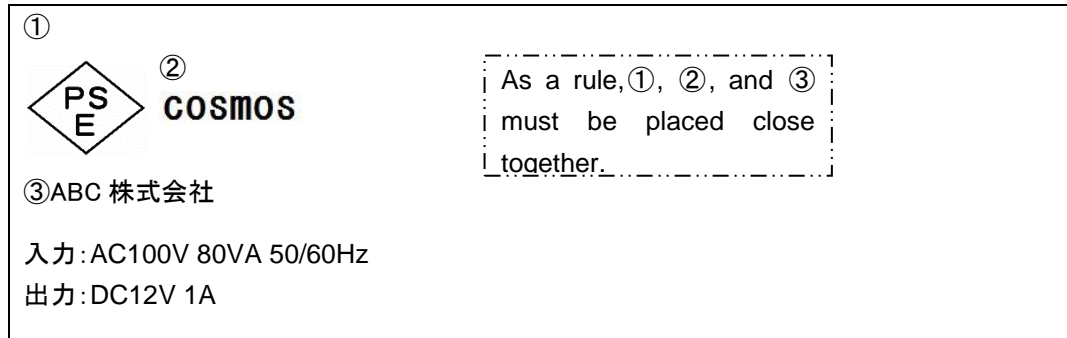 ①
PS
E
②
cosmos
As a rule,①, ②, and ③
must be placed close
together.
③ABC 株式会社
入力:AC100V 80VA 50/60Hz
出力:DC12V 1A